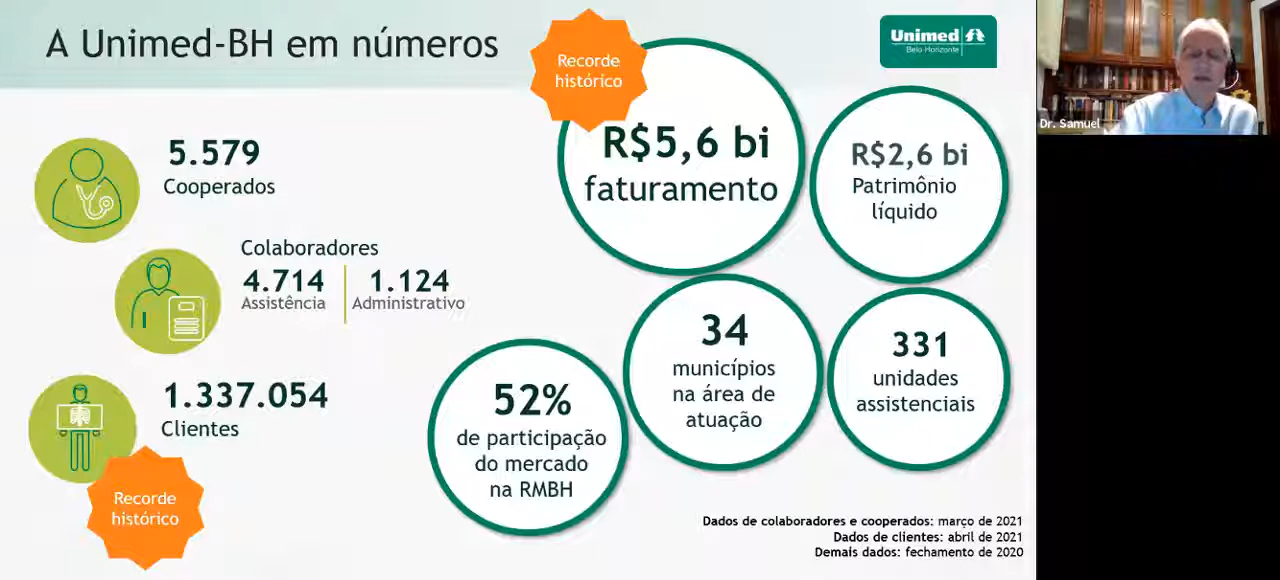 A Unimed-BH em números
Recorde
histórico
Unimed
Belo Horizonte
Dr. Samuel
5.579
Cooperados
Colaboradores
4.714
Assistência
1.124
Administrativo
1.337.054
Clientes
Recorde
histórico
R$5,6 bi
faturamento
R$2,6 bi
Patrimônio
líquido
52%
de participação
do mercado
na RMBH
34
municípios
na área de
atuação
331
unidades
assistenciais
Dados de colaboradores e cooperados: março de 2021
Dados de clientes: abril de 2021
Demais dados: fechamento de 2020